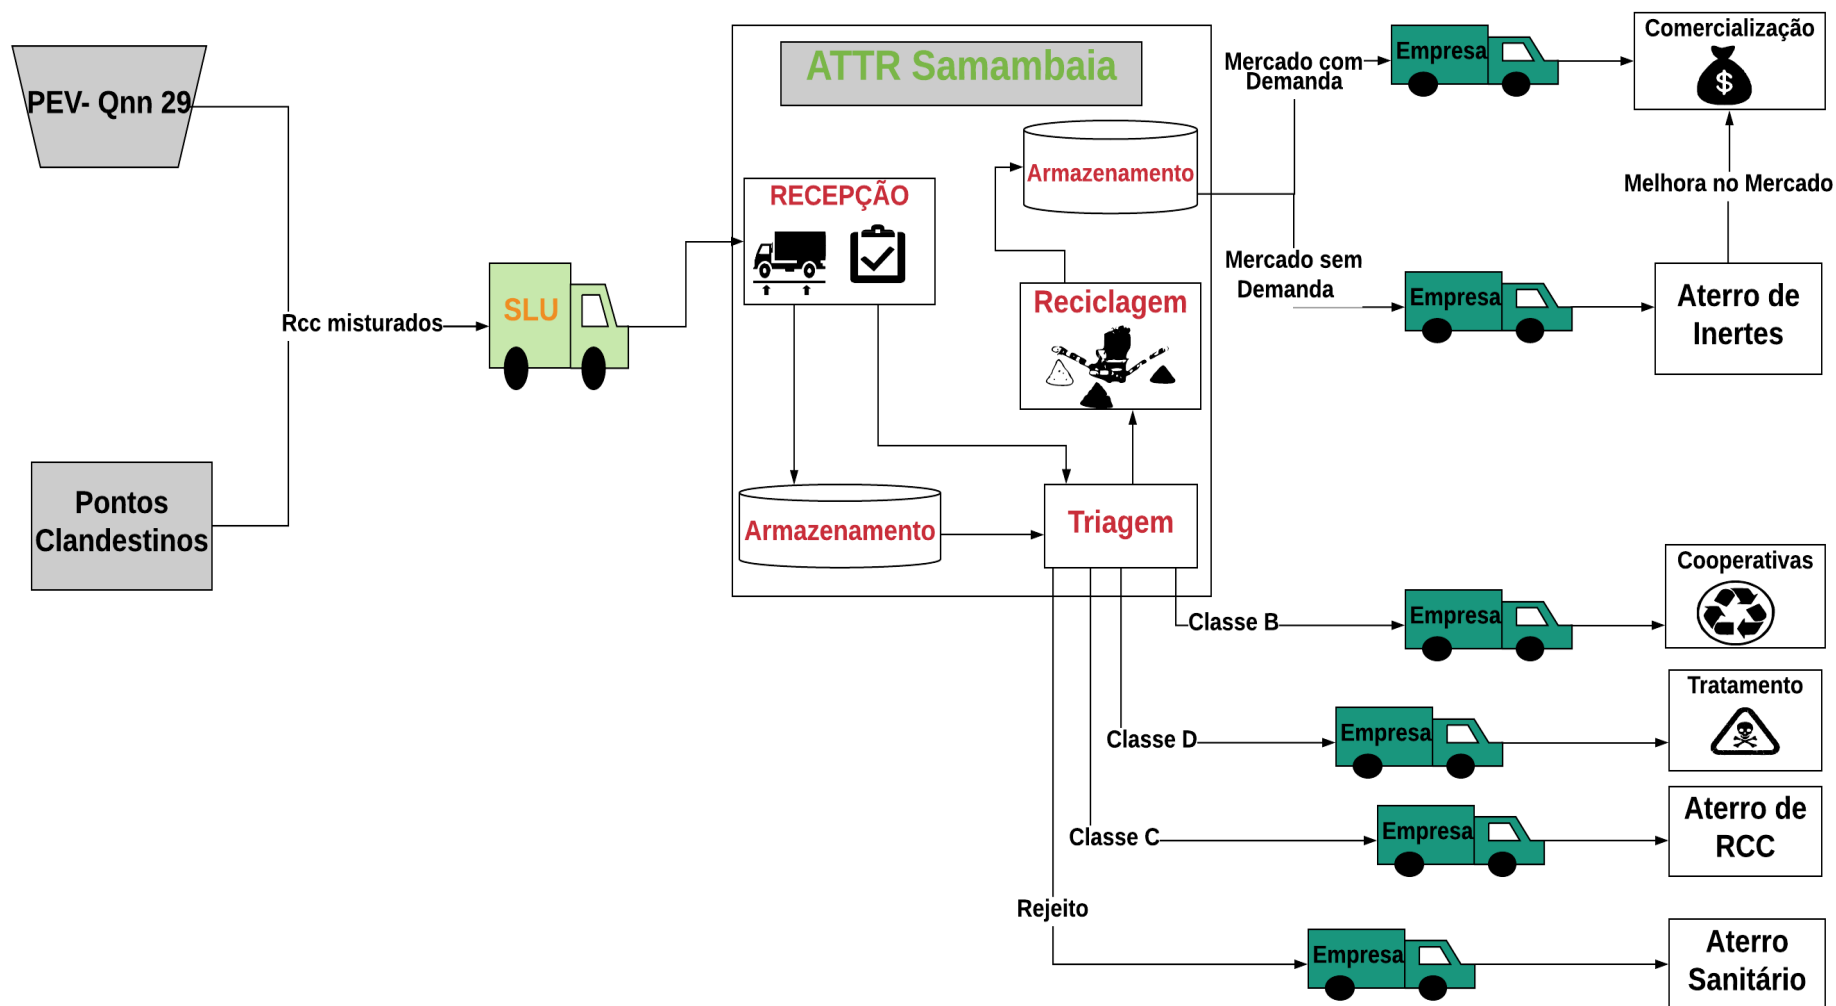 PEV- Qnn 29
Pontos
Clandestinos
Rcc misturados
SLU
ATTR Samambaia
RECEPÇÃO
Armazenamento
Reciclagem
Armazenamento
Triagem
Mercado com
Demanda
Empresa
Comercialização
$
Melhora no Mercado
Mercado sem
Demanda
Empresa
Aterro de
Inertes
Classe B
Empresa
Cooperativas
Classe D
Empresa
Tratamento
Classe C
Empresa
Aterro de
RCC
Rejeito
Empresa
Aterro
Sanitário